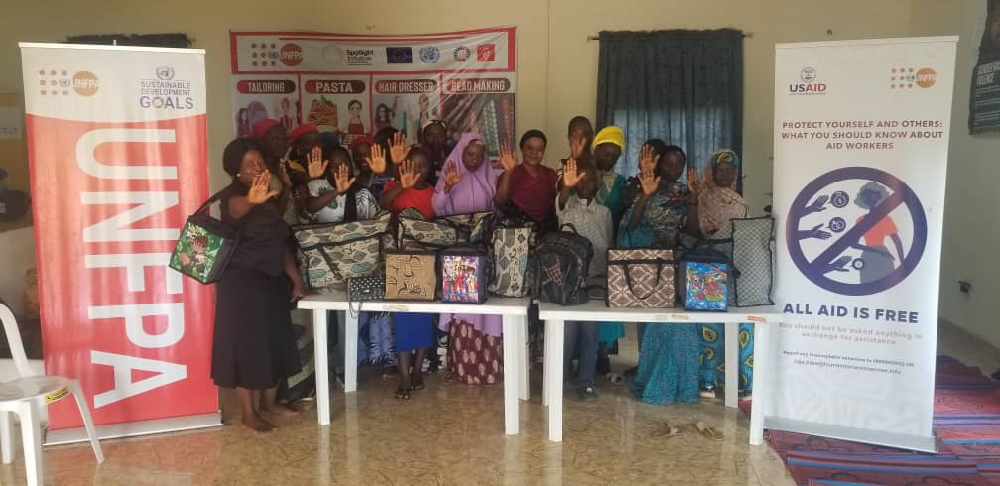 UNFPA
SUSTAINABLE
DEVELOPMENT
GOALS
UNFPA
UNFPA
Spotlight
Initiative
TAILORING
PASTA
HAIR DRESSER
BEAD MAKING
USAID
UNFPA
PROTECT YOURSELF AND OTHERS:
WHAT YOU SHOULD KNOW ABOUT
AID WORKERS
ALL AID IS FREE
You should not be asked anything in
exchange for assistance